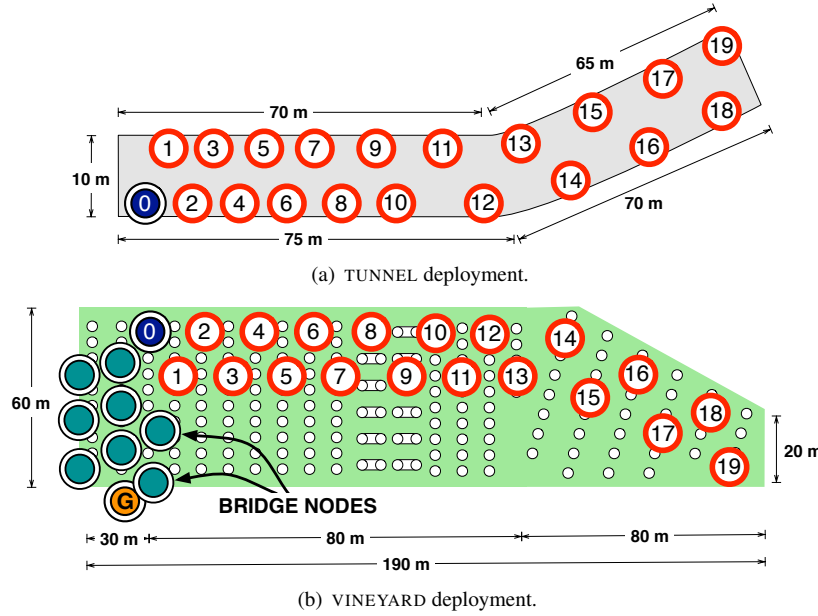 19
65 m
17
70 m
15
18
1 3 5 7 9 11 13
16
10 m
14
0 2 4 6 8 10 12
70 m
75 m
(a) TUNNEL deployment.
0 2 4 6 8 10 12
14
1 3 5 7 9 11 13
16
15
60 m
18
17
20 m
19
G
BRIDGE NODES
30 m 80 m 80 m
190 m
(b) VINEYARD deployment.